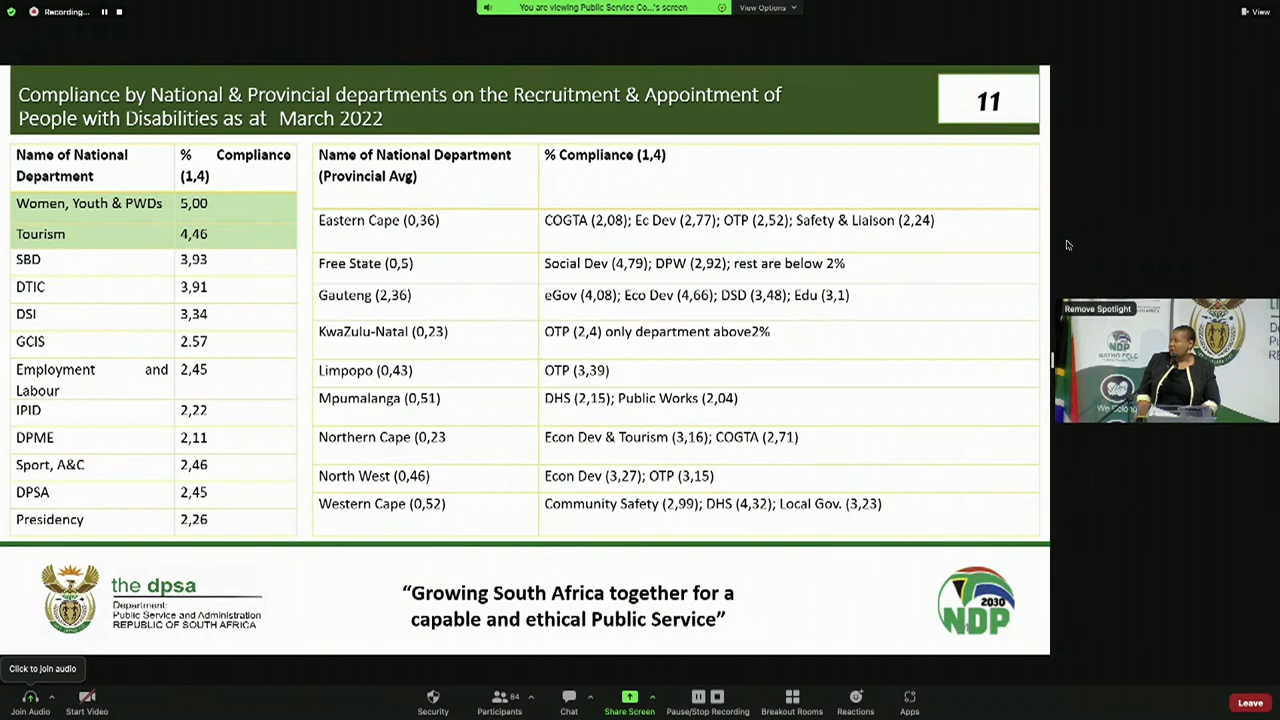 Recording...
You are viewing Public Service Co...'s screen
View Options
View
Compliance by National & Provincial departments on the Recruitment & Appointment of
People with Disabilities as at March 2022
11
Name of National
Department
% Compliance
(1,4)
Women, Youth & PWDs 5,00
Tourism 4,46
SBD 3,93
DTIC 3,91
DSI 3,34
GCIS 2.57
Employment and
Labour
2,45
IPID 2,22
DPME 2,11
Sport, A&C 2,46
DPSA 2,45
Presidency 2,26
Name of National Department
(Provincial Avg)
% Compliance (1,4)
Eastern Cape (0,36) COGTA (2,08); Ec Dev (2,77); OTP (2,52); Safety & Liaison (2,24)
Free State (0,5) Social Dev (4,79); DPW (2,92); rest are below 2%
Gauteng (2,36) eGov (4,08); Eco Dev (4,66); DSD (3,48); Edu (3,1)
KwaZulu-Natal (0,23) OTP (2,4) only department above2%
Limpopo (0,43) OTP (3,39)
Mpumalanga (0,51) DHS (2,15); Public Works (2,04)
Northern Cape (0,23 Econ Dev & Tourism (3,16); COGTA (2,71)
North West (0,46) Econ Dev (3,27); OTP (3,15)
Western Cape (0,52) Community Safety (2,99); DHS (4,32); Local Gov. (3,23)
Remove Spotlight
NDP
BATHO PELE
We Belong
the dpsa
Department:
Public Service and Administration
REPUBLIC OF SOUTH AFRICA
“Growing South Africa together for a
capable and ethical Public Service”
2030
NDP
Click to join audio
Join Audio
Start Video
Security
84
Participants
Chat
Share Screen
Pause/Stop Recording
Breakout Rooms
Reactions
Apps
Leave